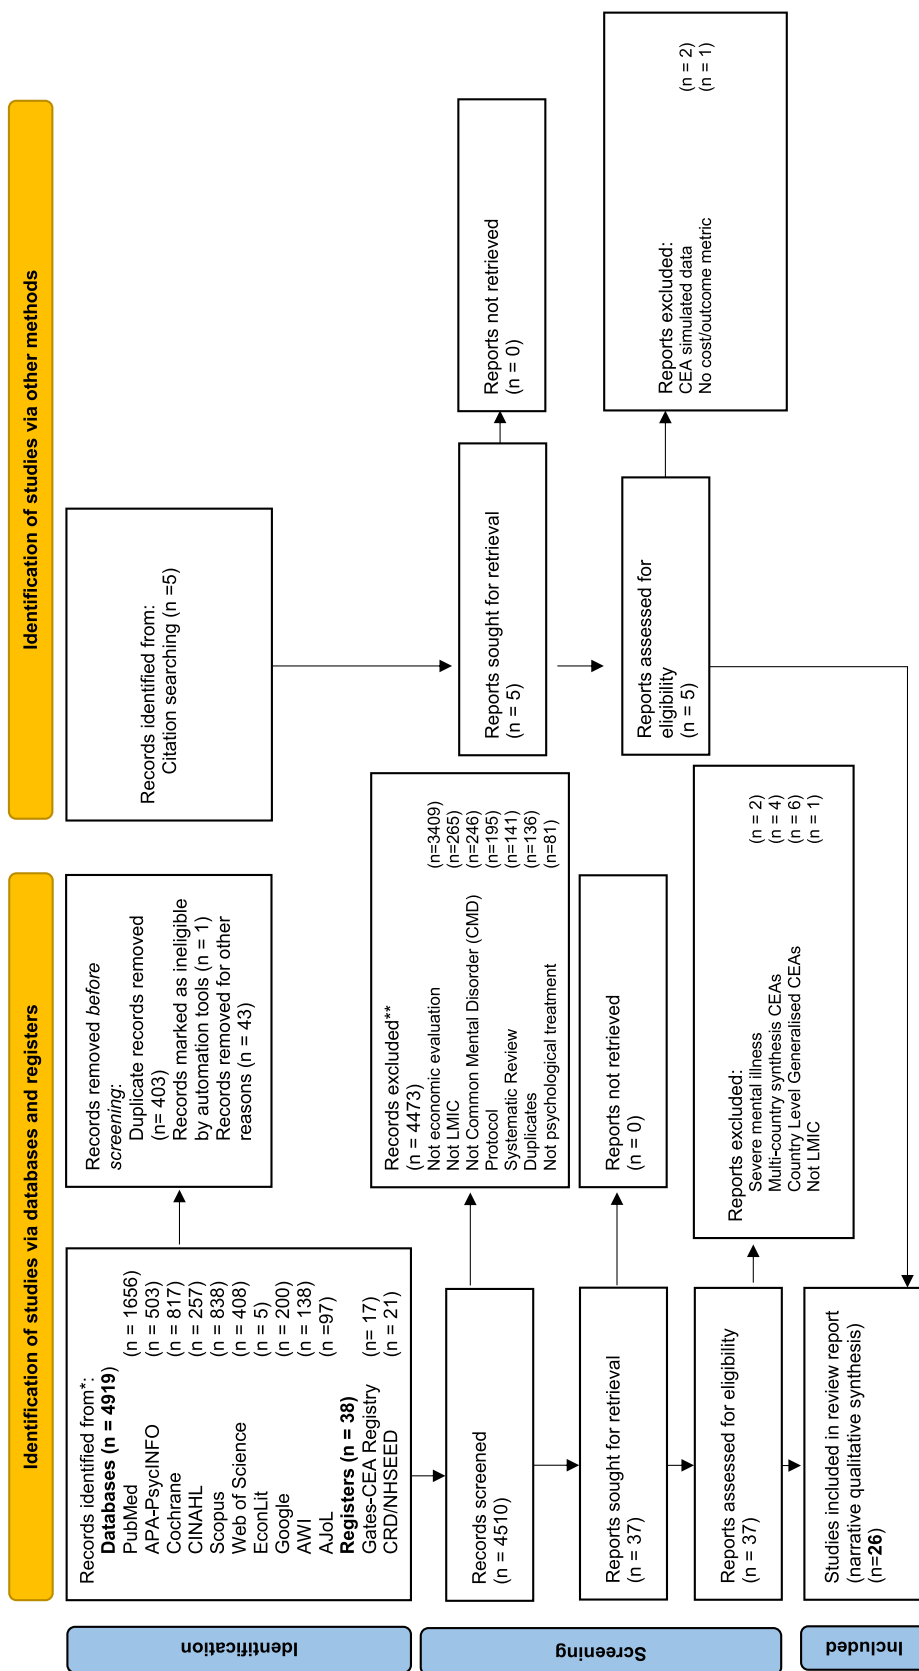 Identification of studies via databases and registers
Identification of studies via other methods
Identification
Records identified from*:
Databases (n = 4919)
PubMed (n = 1656)
APA-PsycINFO (n = 503)
Cochrane (n = 817)
CINAHL (n = 257)
Scopus (n = 838)
Web of Science (n = 408)
EconLit (n = 5)
Google (n = 200)
AWI (n = 138)
AJoL (n =97)
Registers (n = 38)
Gates-CEA Registry (n= 17)
CRD/NHSEED (n = 21)
Records removed before
screening:
Duplicate records removed
(n= 403)
Records marked as ineligible
by automation tools (n = 1)
Records removed for other
reasons (n = 43)
Records identified from:
Citation searching (n =5)
Screening
Records screened
(n = 4510)
Records excluded**
(n = 4473)
Not economic evaluation (n=3409)
Not LMIC (n=265)
Not Common Mental Disorder (CMD) (n=246)
Protocol (n=195)
Systematic Review (n=141)
Duplicates (n=136)
Not psychological treatment (n=81)
Reports sought for retrieval
(n = 5)
Reports not retrieved
(n = 0)
Reports sought for retrieval
(n = 37)
Reports not retrieved
(n = 0)
Reports assessed for
eligibility
(n = 5)
Reports excluded:
CEA simulated data (n = 2)
No cost/outcome metric (n = 1)
Reports assessed for eligibility
(n = 37)
Reports excluded:
Severe mental illness (n = 2)
Multi-country synthesis CEAs (n = 4)
Country Level Generalised CEAs (n = 6)
Not LMIC (n = 1)
Included
Studies included in review report
(narrative qualitative synthesis)
(n=26)